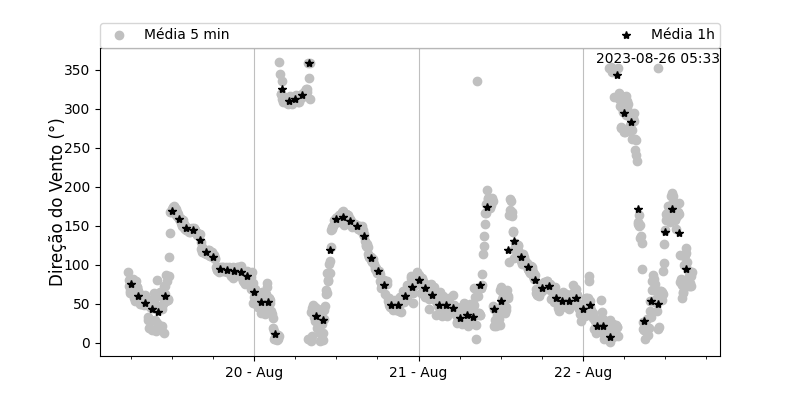 Média 5 min
Média 1h
2023-08-26 05:33
Direção do Vento (°)
350
300
250
200
150
100
50
0
20 - Aug
21 - Aug
22 - Aug